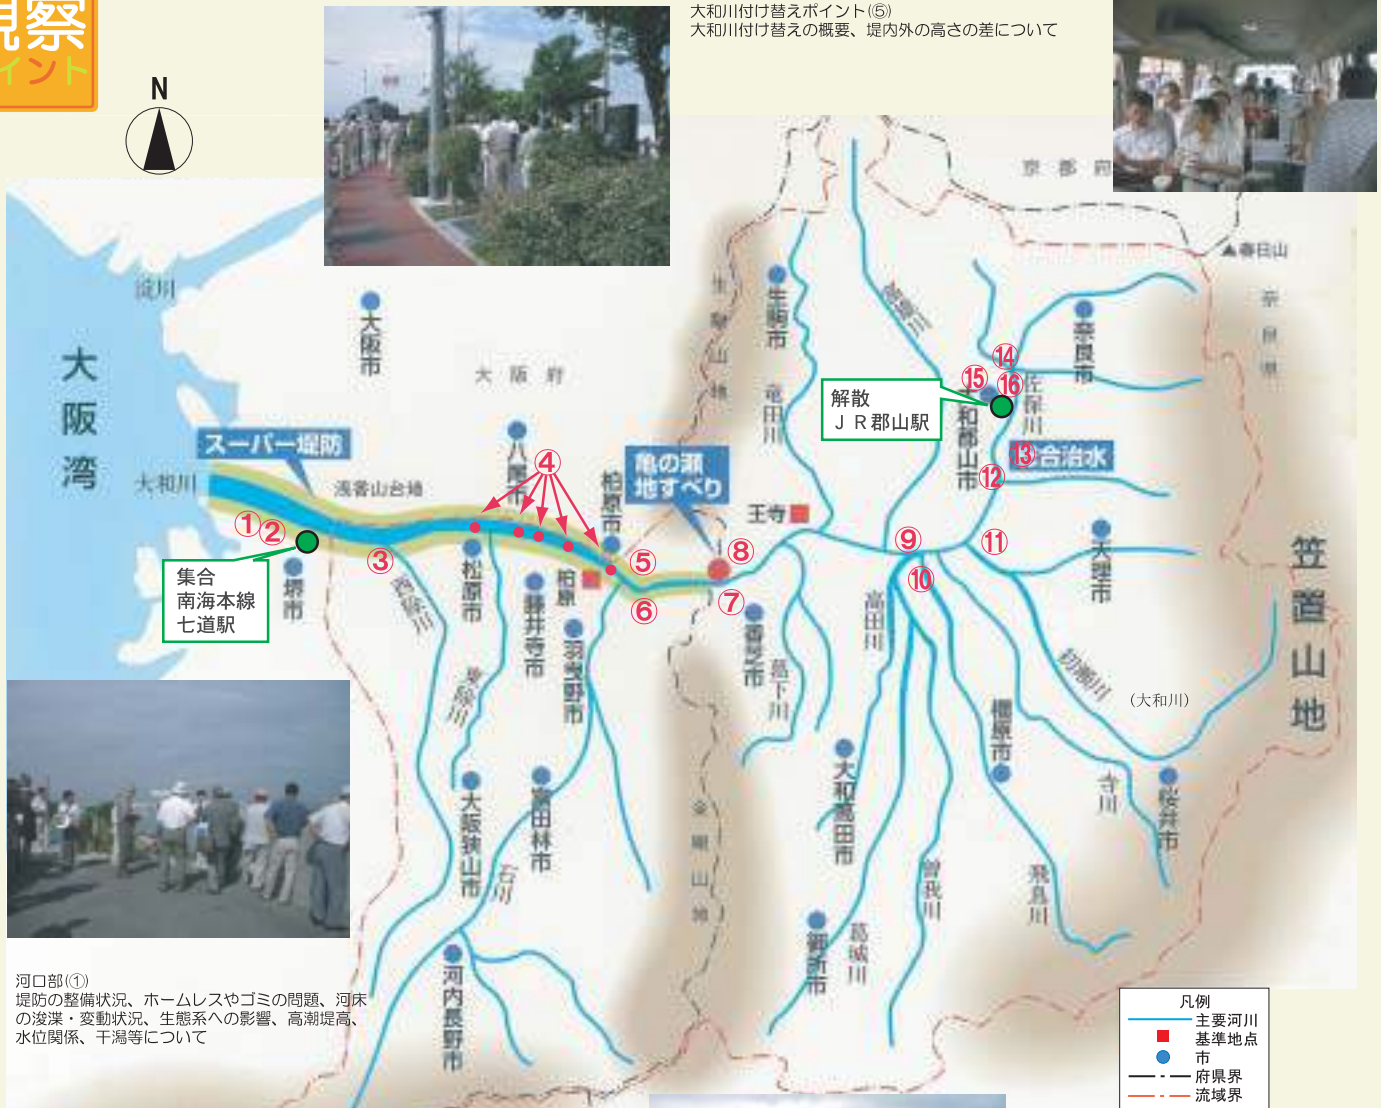 観察
イント
大和川付け替えポイント(⑤)
大和川付け替えの概要、堤内外の高さの差について
N
京都府
▲春日山
奈良県
淀川
大阪市
大阪府
大阪湾
生駒山地
生駒市
竜田川
奈良市
佐保川
⑭
⑮
⑯
解散
JR郡山駅
大和郡山市
⑬
合治水
⑫
スーパー堤防
大和川
浅香山台地
八尾市
④
柏原市
亀の瀬
地すべり
王寺
①
②
③
⑤
⑥
⑦
⑧
⑨
⑩
⑪
集合
南海本線
七道駅
堺市
西除川
松原市
藤井寺市
柏原
羽曳野市
東除川
香芝市
葛下川
高田川
天理市
初瀬川
(大和川)
笠置山地
橿原市
寺川
桜井市
大和高田市
大阪狭山市
富田林市
石川
金剛山地
曽我川
飛鳥川
御所市
葛城川
河内長野市
河口部(①)
堤防の整備状況、ホームレスやゴミの問題、河床
の浚渫・変動状況、生態系への影響、高潮堤高、
水位関係、干潟等について
凡例
主要河川
基準地点
市
府県界
流域界